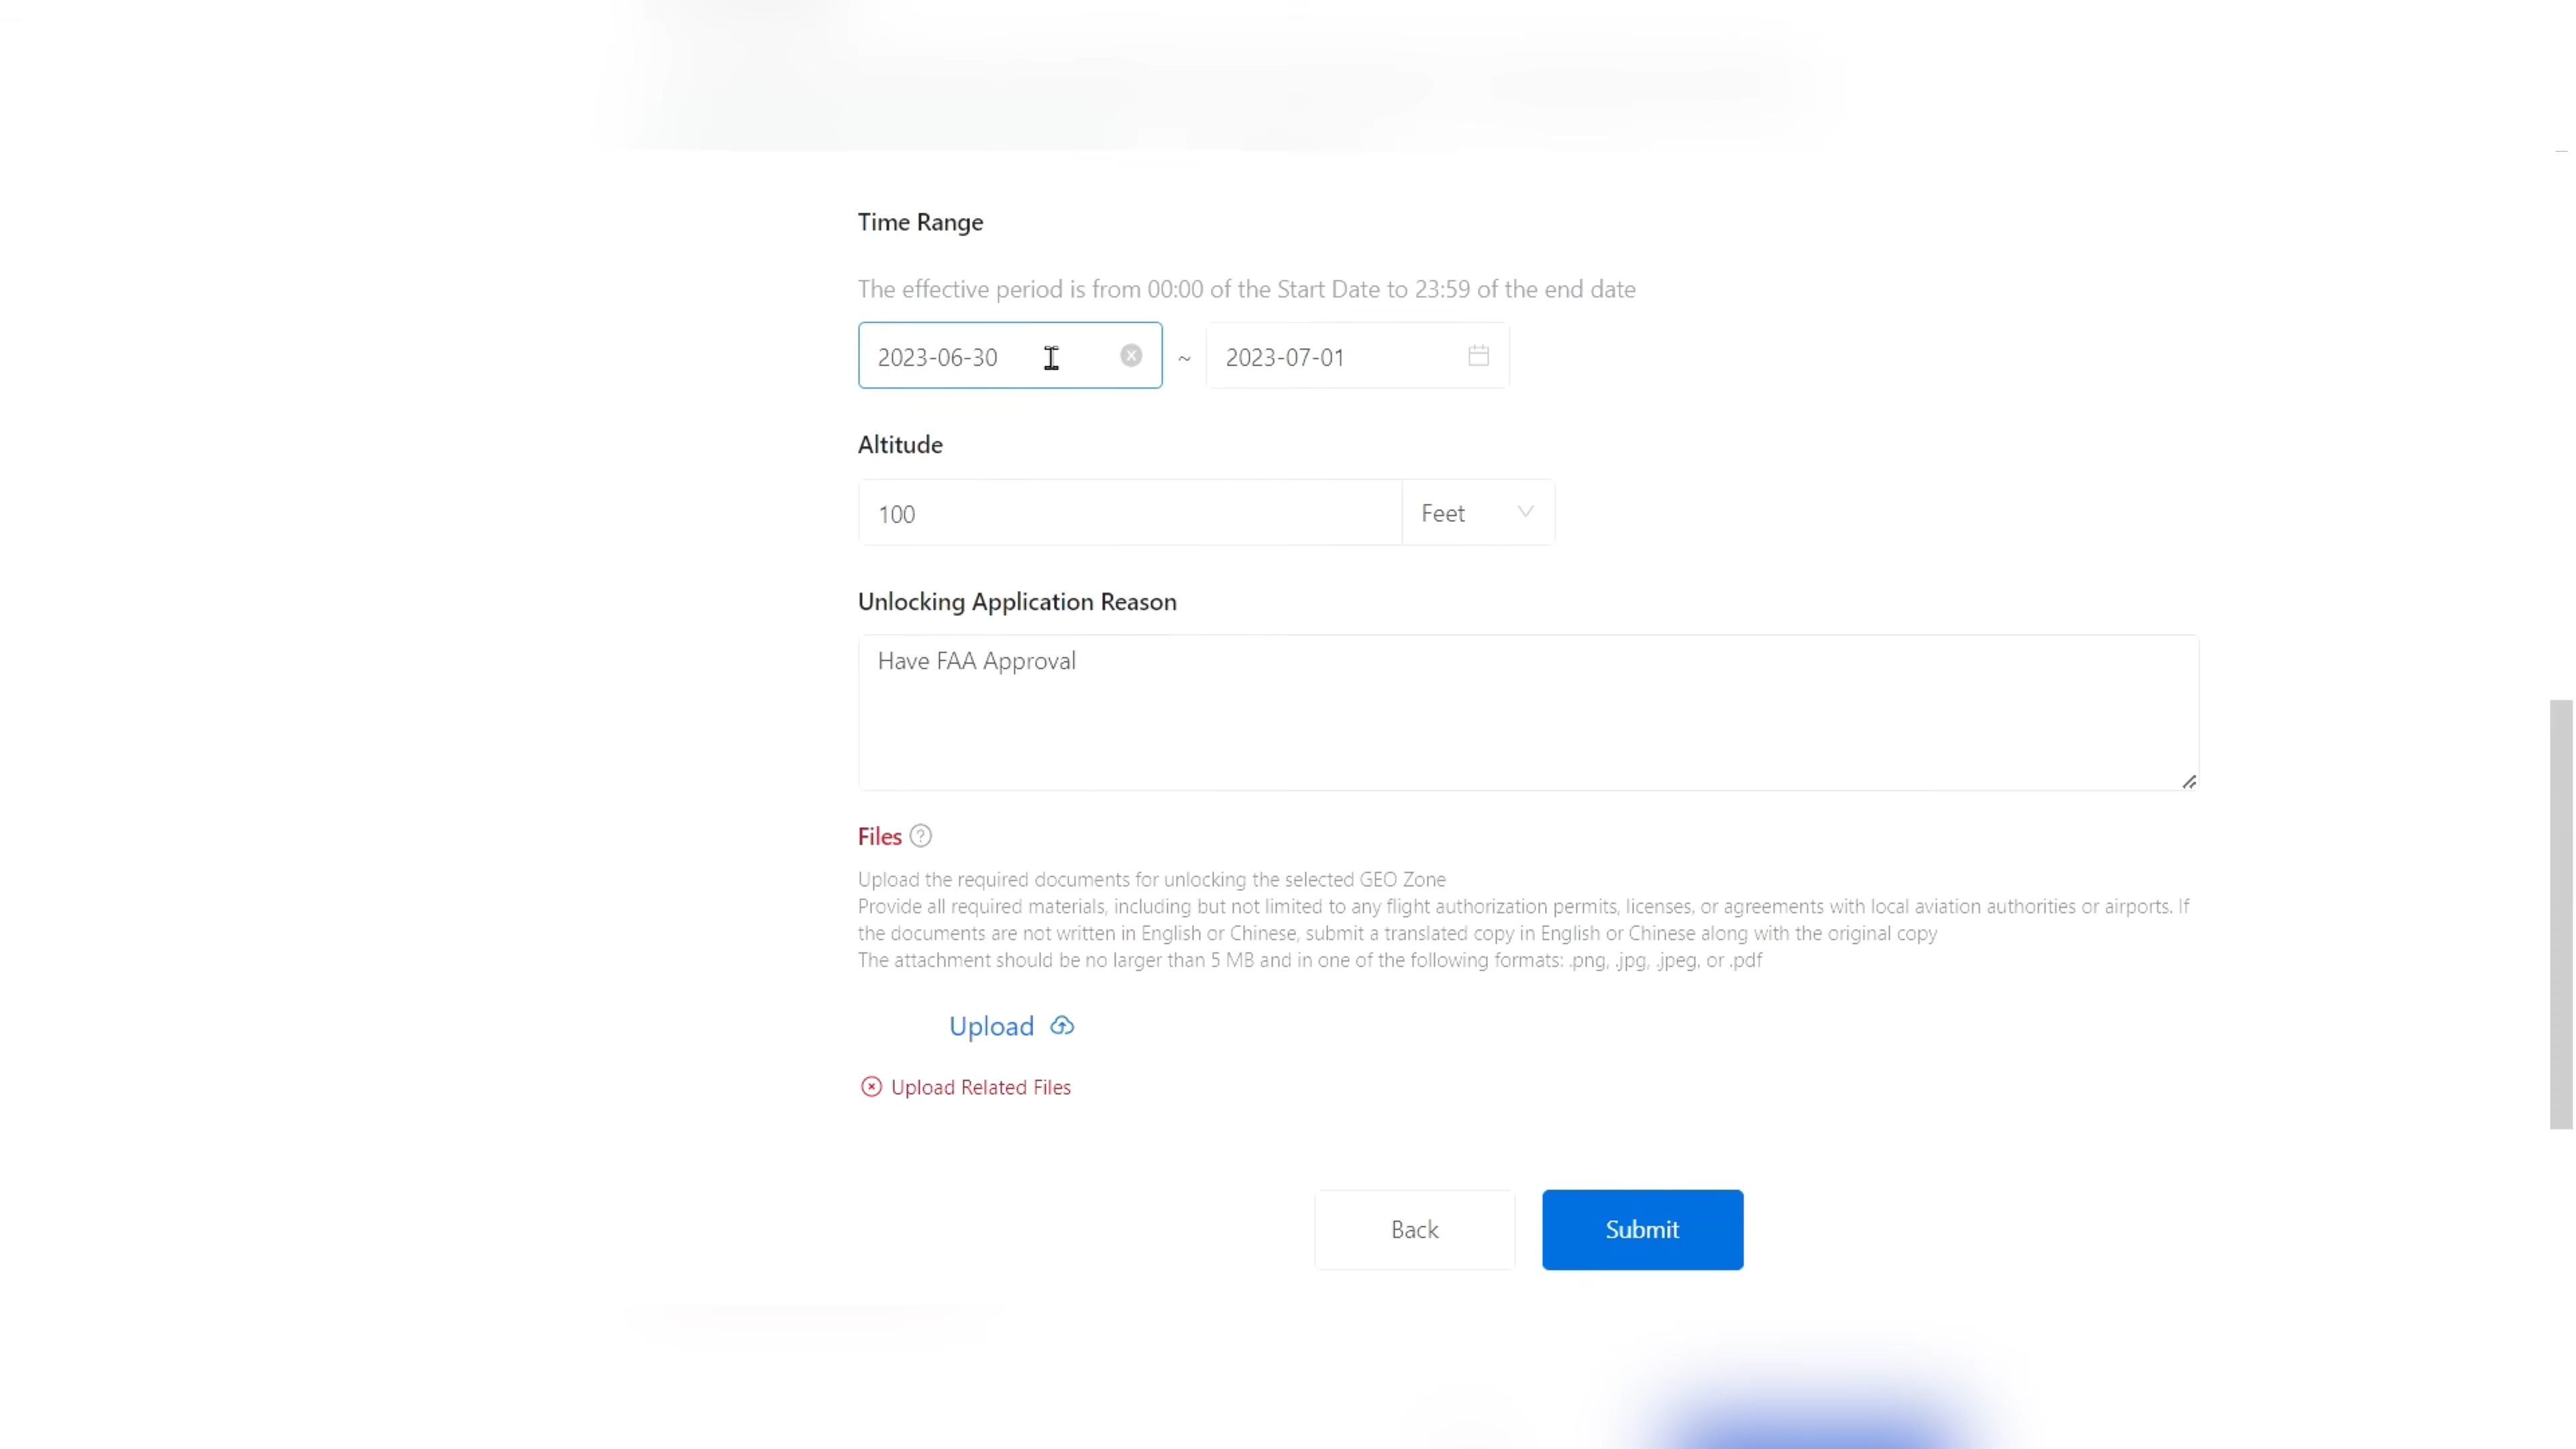 Time Range
The effective period is from 00:00 of the Start Date to 23:59 of the end date
2023-06-30 ~ 2023-07-01
Altitude
100 Feet
Unlocking Application Reason
Have FAA Approval
Files
Upload the required documents for unlocking the selected GEO Zone
Provide all required materials, including but not limited to any flight authorization permits, licenses, or agreements with local aviation authorities or airports. If
the documents are not written in English or Chinese, submit a translated copy in English or Chinese along with the original copy
The attachment should be no larger than 5 MB and in one of the following formats: .png, .jpg, .jpeg, or .pdf
Upload
Upload Related Files
Back Submit